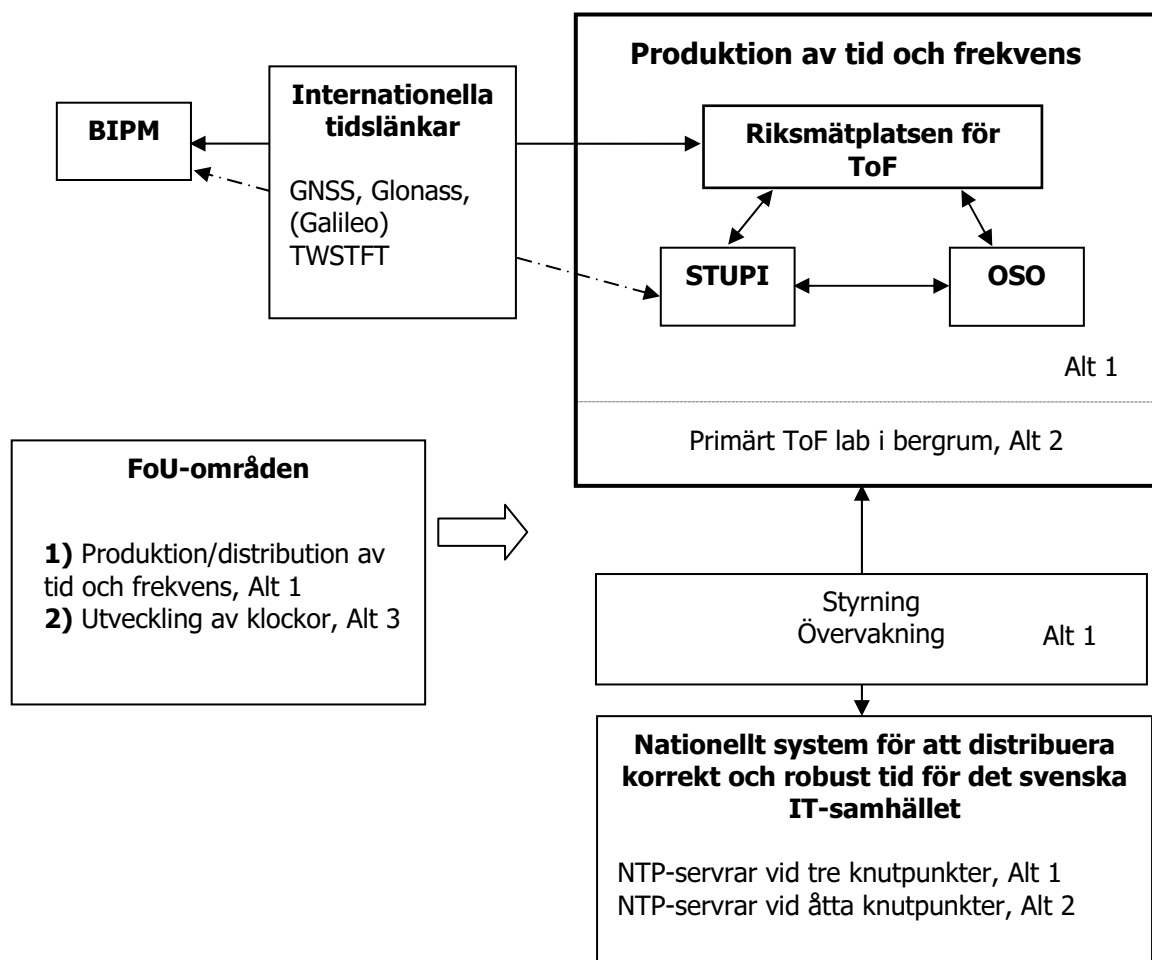 Produktion av tid och frekvens
Internationella
tidslänkar
BIPM
Riksmätplatsen för
ToF
GNSS, Glonass,
(Galileo)
TWSTFT
STUPI
OSO
Alt 1
Primärt ToF lab i bergrum, Alt 2
FoU-områden
1) Produktion/distribution av
tid och frekvens, Alt 1
2) Utveckling av klockor, Alt 3
Styrning
Övervakning
Alt 1
Nationellt system för att distribuera
korrekt och robust tid för det svenska
IT-samhället
NTP-servrar vid tre knutpunkter, Alt 1
NTP-servrar vid åtta knutpunkter, Alt 2